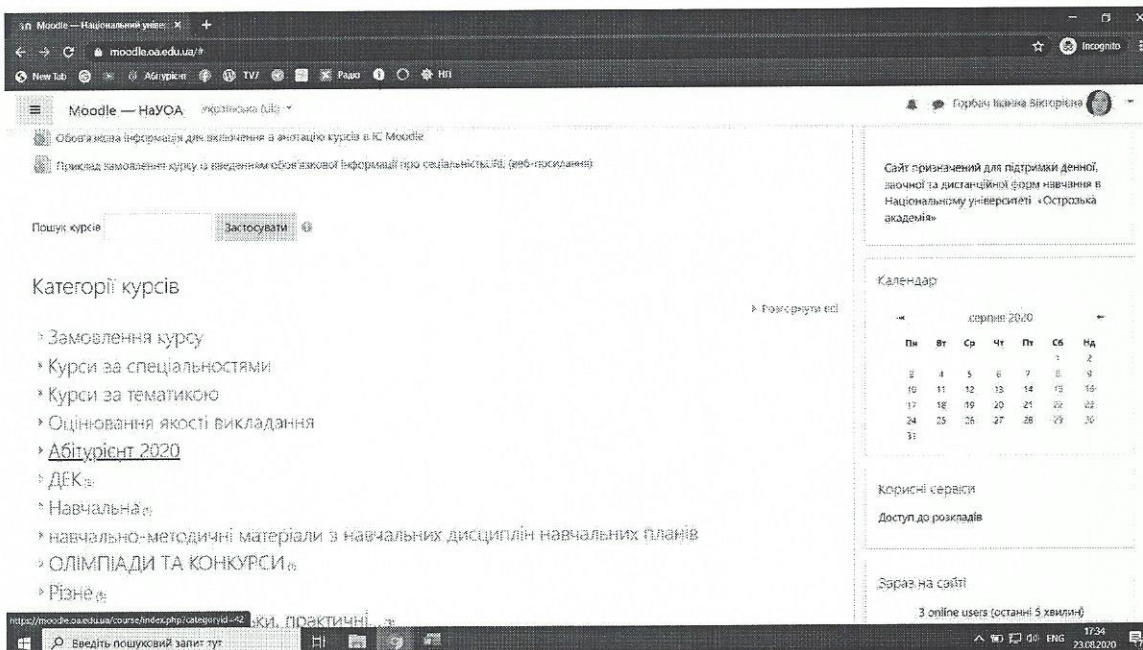 Moodle — Національний універ
moodle.oa.edu.ua/#
Incognito
New Tab
Абітурієнт
TV7
Радіо
НП
Moodle — НаУОА
Українська (uk)
Горбач Іванна Вікторівна
Обов'язкова інформація для включення в анотацію курсів в ІС Moodle
Приклад замовлення курсу із введенням обов'язкової інформації про (веб-посилання)
Пошук курсів
Застосувати
Категорії курсів
Розгорнути всі
Замовлення курсу
Курси за спеціальностями
Курси за тематикою
Оцінювання якості викладання
Абітурієнт 2020
ДЕК
Навчальна
навчально-методичні матеріали з навчальних дисциплін навчальних планів
ОЛІМПІАДИ ТА КОНКУРСИ
Різне
практичні...
https://moodle.oa.edu.ua/course/index.php?categoryid=42
Сайт призначений для підтримки денної,
заочної та дистанційної форм навчання в
Національному університеті «Острозька
академія»
Календар
серпня 2020
Пн Вт Ср Чт Пт Сб Нд
1 2
3 4 5 6 7 8 9
10 11 12 13 14 15 16
17 18 19 20 21 22 23
24 25 26 27 28 29 30
31
Корисні сервіси
Доступ до розкладів
Зараз на сайті
3 online users (останні 5 хвилин)
Введіть пошуковий запит тут
ENG
17:34
23.08.2020